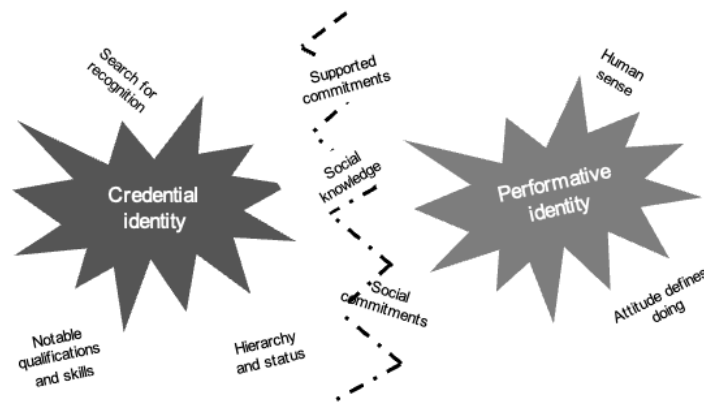 Search for
recognition
Supported
commitments
Human
sense
Credential
identity
Social
knowledge
Performative
identity
Social
commitments
Attitude defines
doing
Notable
qualifications
and skills
Hierarchy
and status